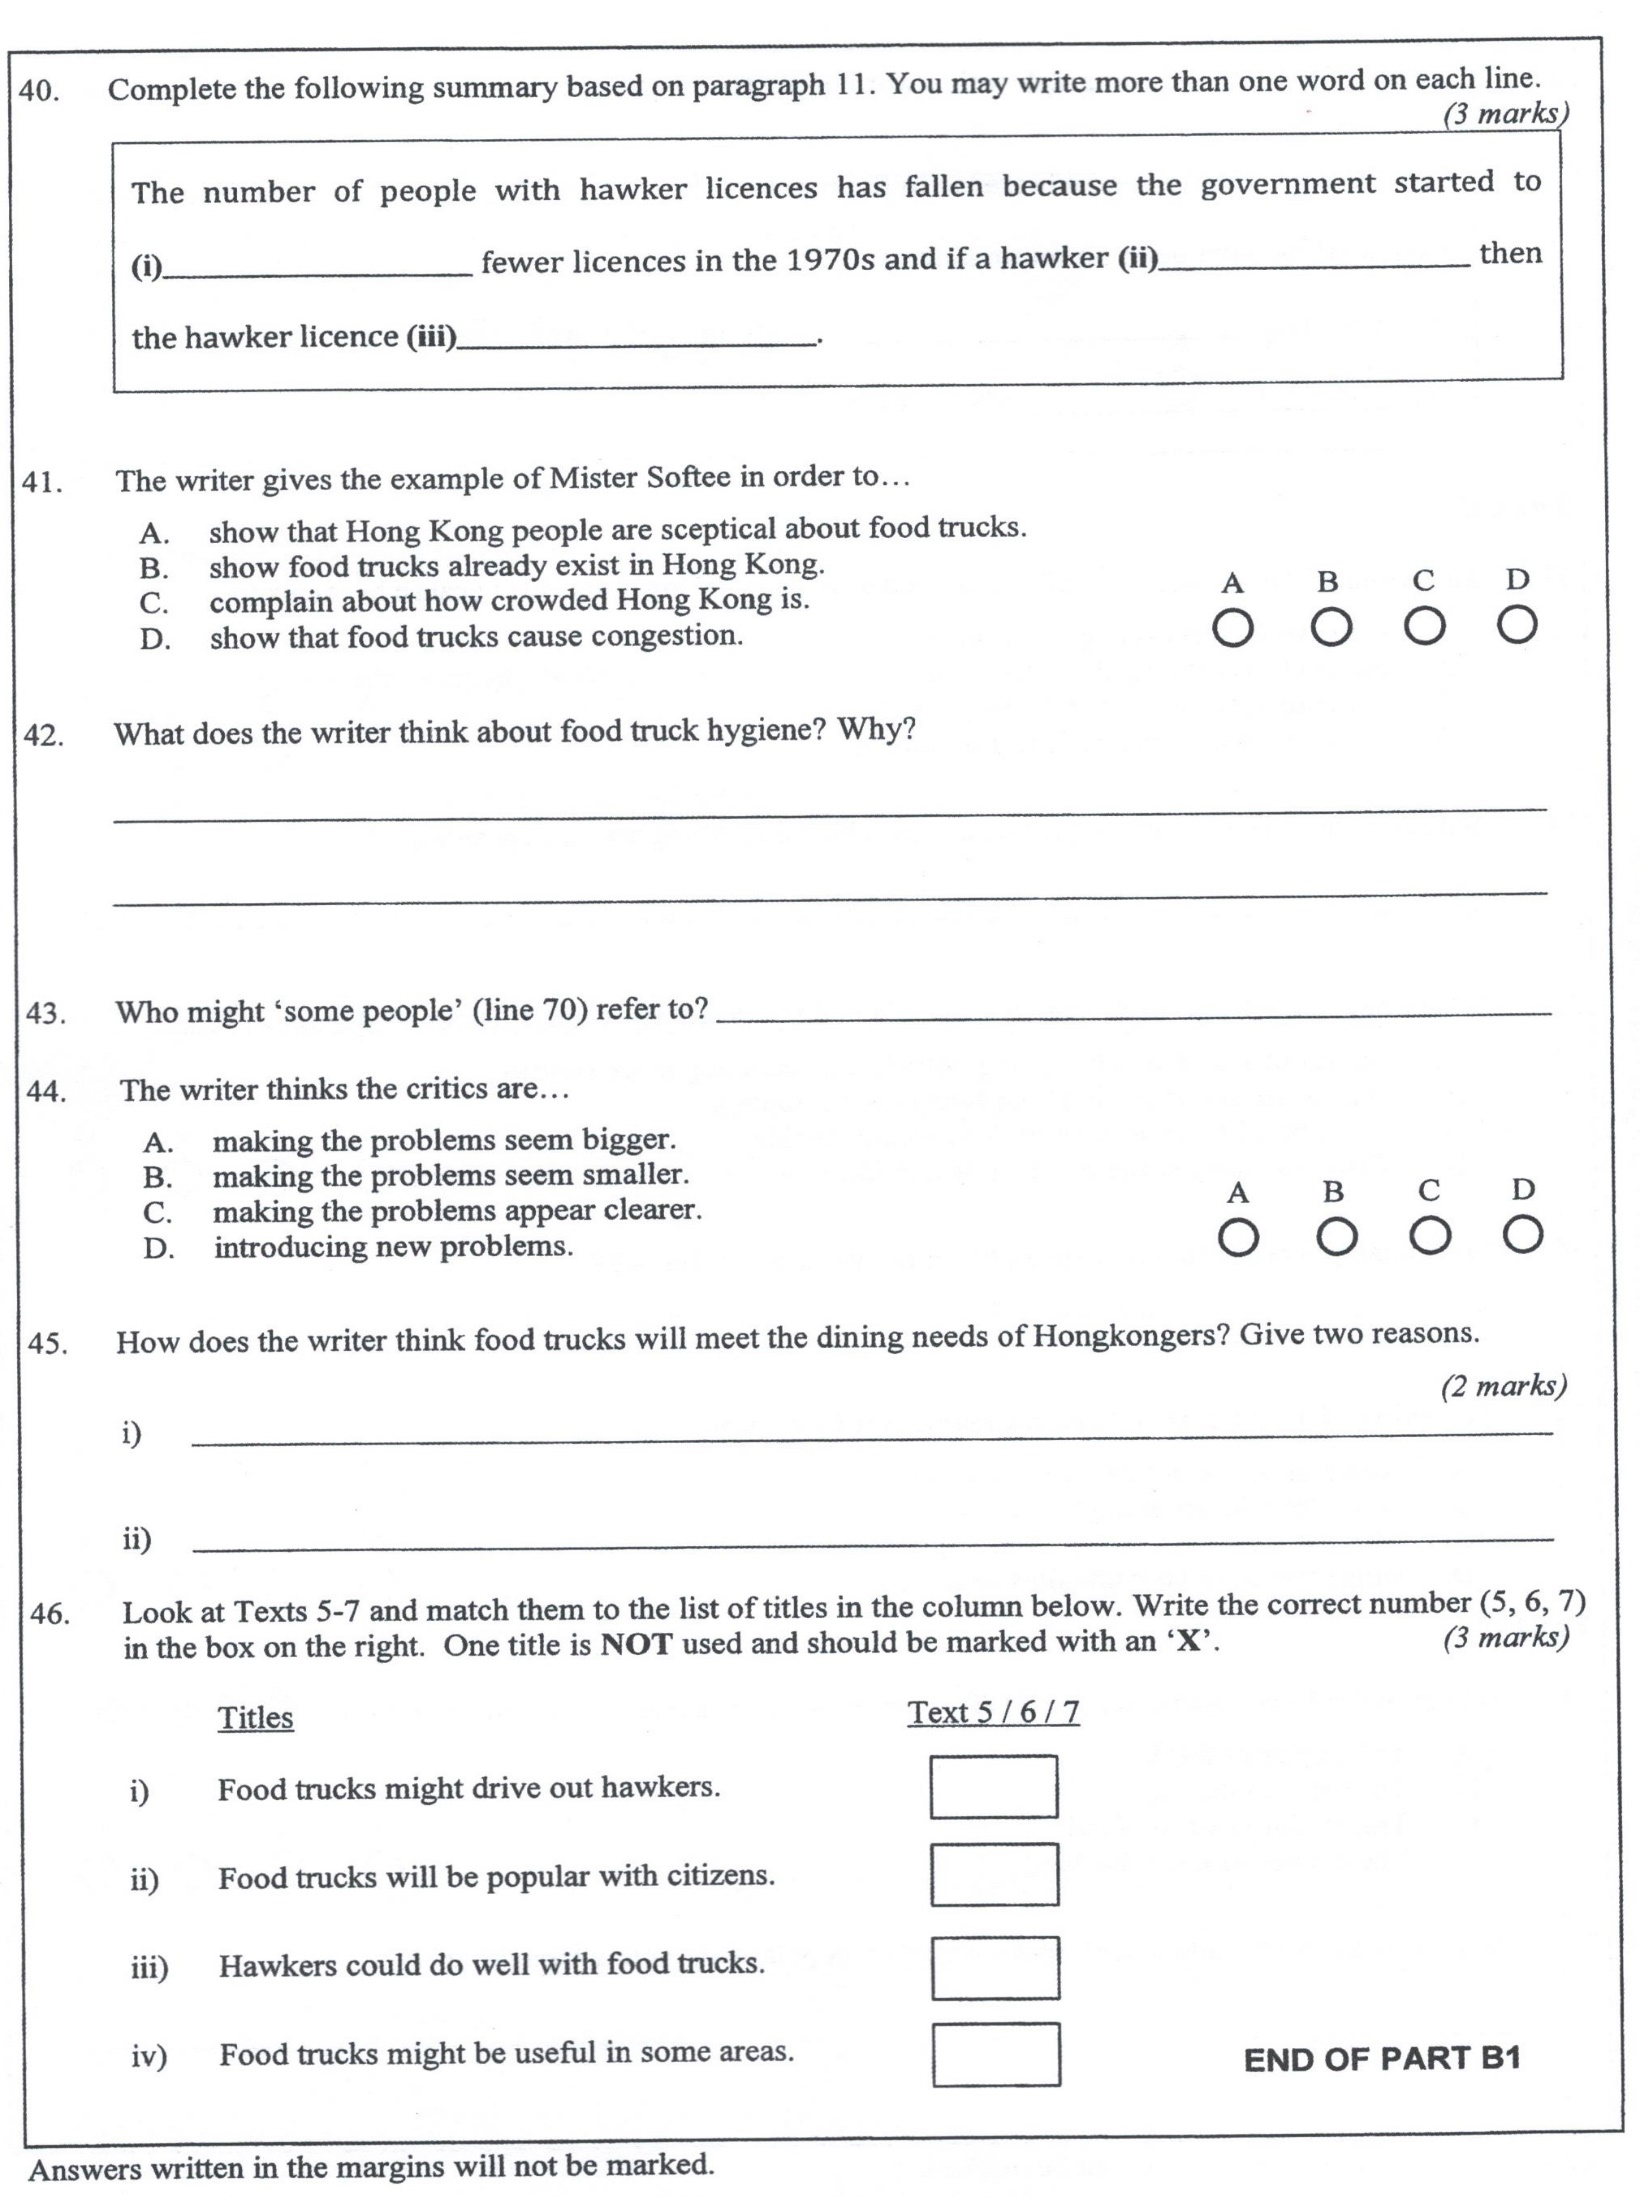 40. Complete the following summary based on paragraph 11. You may write more than one word on each line.
(3 marks)
The number of people with hawker licences has fallen because the government started to
(i)____________ fewer licences in the 1970s and if a hawker (ii)____________ then
the hawker licence (iii)____________.
41. The writer gives the example of Mister Softee in order to…
A. show that Hong Kong people are sceptical about food trucks.
B. show food trucks already exist in Hong Kong.
C. complain about how crowded Hong Kong is.
D. show that food trucks cause congestion.
A B C D
42. What does the writer think about food truck hygiene? Why?
43. Who might ‘some people’ (line 70) refer to? ____________
44. The writer thinks the critics are…
A. making the problems seem bigger.
B. making the problems seem smaller.
C. making the problems appear clearer.
D. introducing new problems.
A B C D
45. How does the writer think food trucks will meet the dining needs of Hongkongers? Give two reasons.
(2 marks)
i) ____________
ii) ____________
46. Look at Texts 5-7 and match them to the list of titles in the column below. Write the correct number (5, 6, 7)
in the box on the right. One title is NOT used and should be marked with an ‘X’. (3 marks)
Titles Text 5 / 6 / 7
i) Food trucks might drive out hawkers.
ii) Food trucks will be popular with citizens.
iii) Hawkers could do well with food trucks.
iv) Food trucks might be useful in some areas.
END OF PART B1
Answers written in the margins will not be marked.